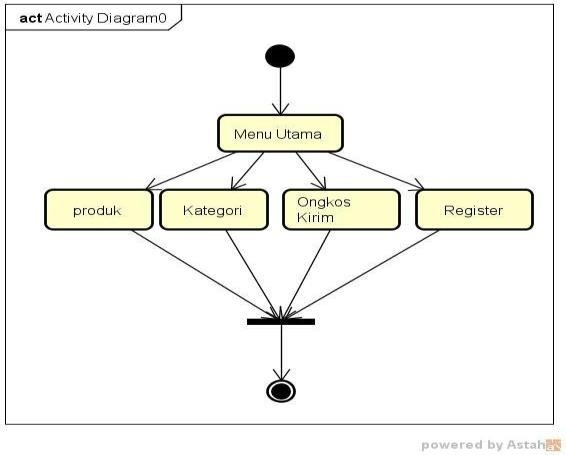 act Activity Diagram0
Menu Utama
produk
Kategori
Ongkos
Kirim
Register
powered by Astah